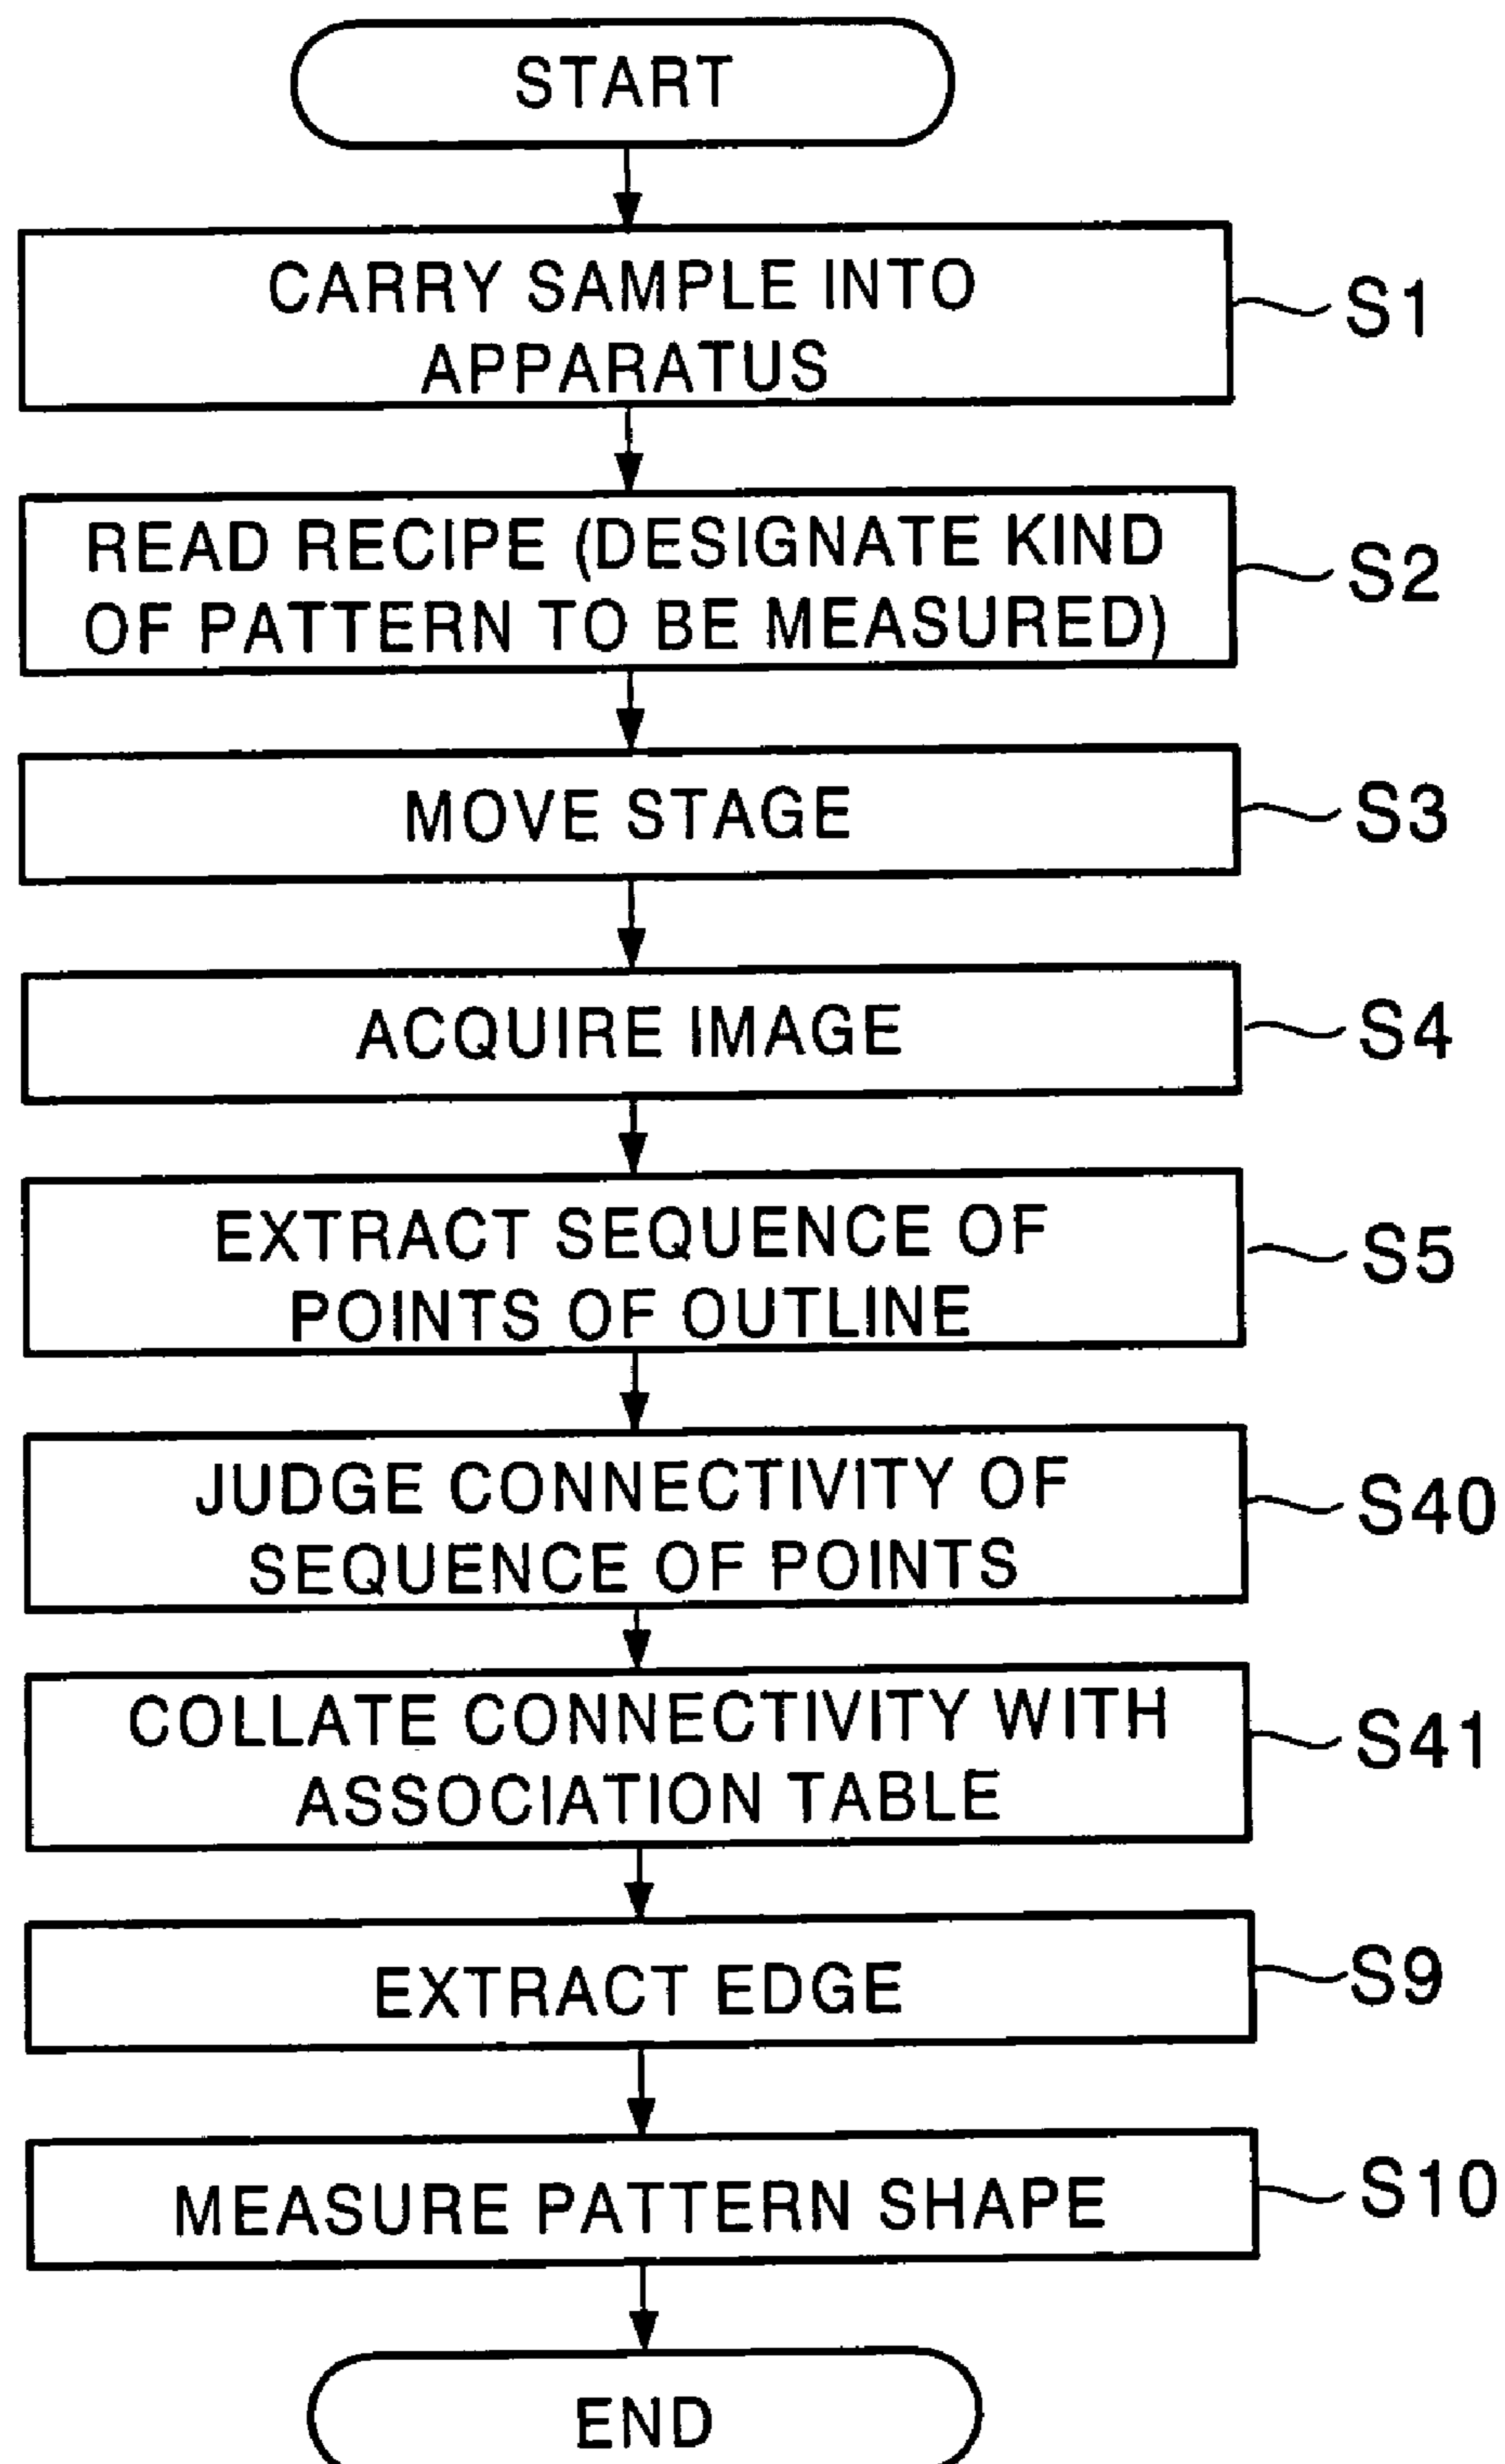 START
CARRY SAMPLE INTO
APPARATUS
S1
READ RECIPE (DESIGNATE KIND
OF PATTERN TO BE MEASURED)
S2
MOVE STAGE
S3
ACQUIRE IMAGE
S4
EXTRACT SEQUENCE OF
POINTS OF OUTLINE
S5
JUDGE CONNECTIVITY OF
SEQUENCE OF POINTS
S40
COLLATE CONNECTIVITY WITH
ASSOCIATION TABLE
S41
EXTRACT EDGE
S9
MEASURE PATTERN SHAPE
S10
END